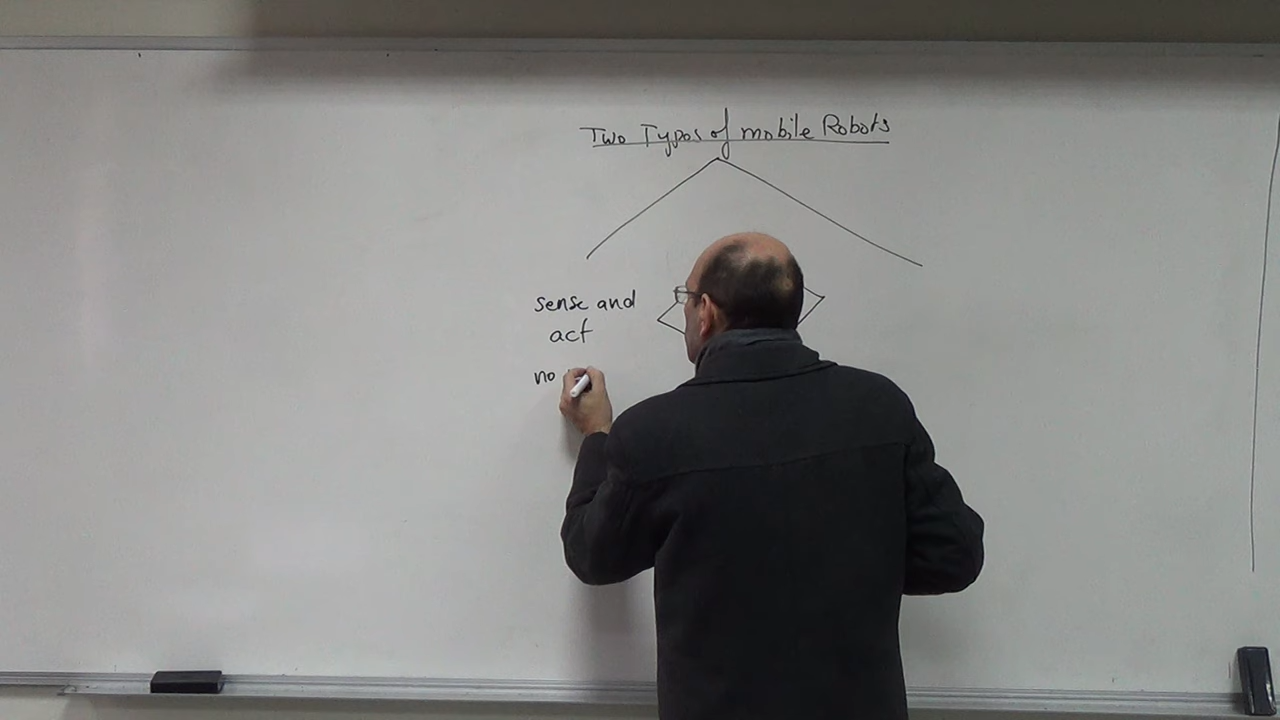 Two Types of mobile Robots
sense and
act
no